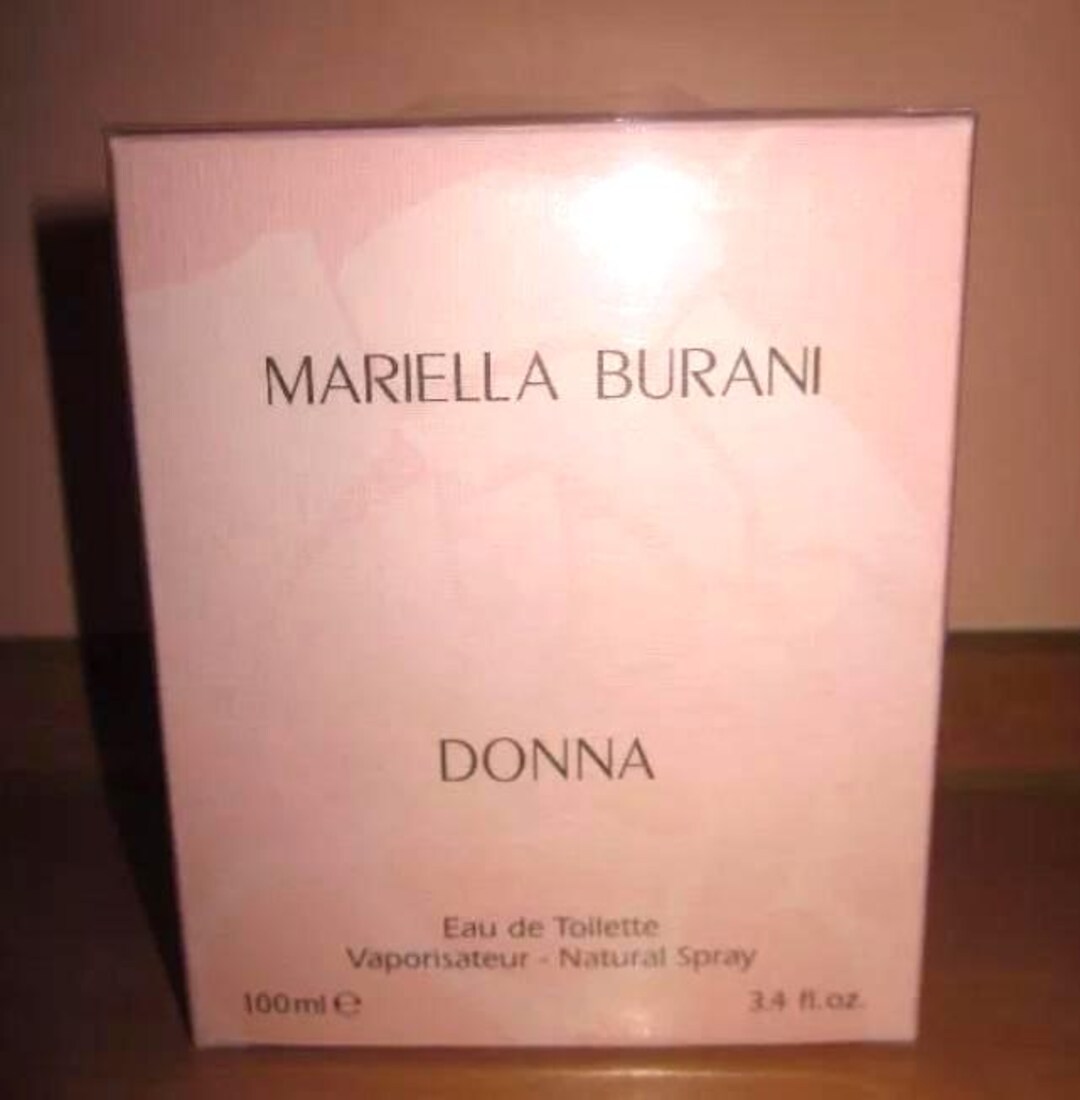 MARIELLA BURANI
DONNA
Eau de Toilette
Vaporisateur - Natural Spray
100ml ℮ 3.4 fl.oz.